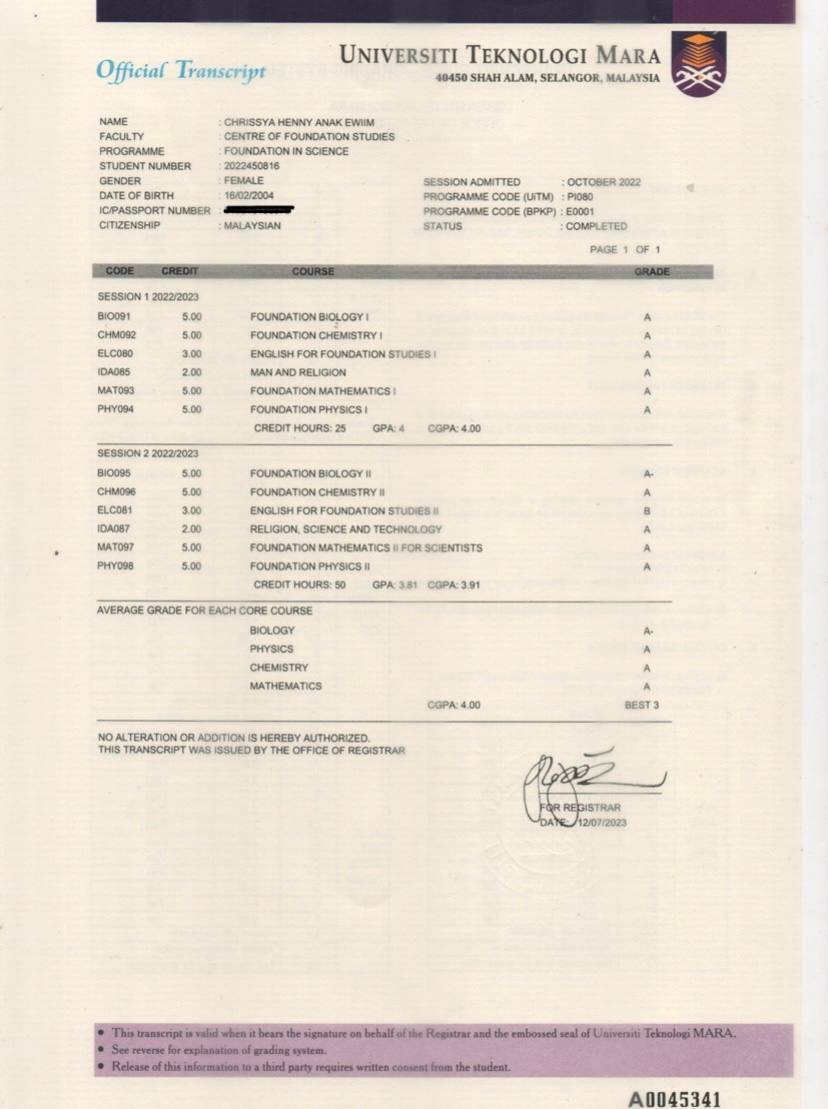 Official Transcript
UNIVERSITI TEKNOLOGI MARA
40450 SHAH ALAM, SELANGOR, MALAYSIA
NAME : CHRISSYA HENNY ANAK EWIIM
FACULTY : CENTRE OF FOUNDATION STUDIES
PROGRAMME : FOUNDATION IN SCIENCE
STUDENT NUMBER : 2022450816
GENDER : FEMALE SESSION ADMITTED : OCTOBER 2022
DATE OF BIRTH : 16/02/2004 PROGRAMME CODE (UiTM) : PI080
IC/PASSPORT NUMBER : PROGRAMME CODE (BPKP) : E0001
CITIZENSHIP : MALAYSIAN STATUS : COMPLETED
PAGE 1 OF 1
CODE CREDIT COURSE GRADE
SESSION 1 2022/2023
BIO091 5.00 FOUNDATION BIOLOGY I A
CHM092 5.00 FOUNDATION CHEMISTRY I A
ELC080 3.00 ENGLISH FOR FOUNDATION STUDIES I A
IDA085 2.00 MAN AND RELIGION A
MAT093 5.00 FOUNDATION MATHEMATICS I A
PHY094 5.00 FOUNDATION PHYSICS I A
CREDIT HOURS: 25 GPA: 4 CGPA: 4.00
SESSION 2 2022/2023
BIO095 5.00 FOUNDATION BIOLOGY II A-
CHM096 5.00 FOUNDATION CHEMISTRY II A
ELC081 3.00 ENGLISH FOR FOUNDATION STUDIES II B
IDA087 2.00 RELIGION, SCIENCE AND TECHNOLOGY A
MAT097 5.00 FOUNDATION MATHEMATICS II FOR SCIENTISTS A
PHY098 5.00 FOUNDATION PHYSICS II A
CREDIT HOURS: 50 GPA: 3.81 CGPA: 3.91
AVERAGE GRADE FOR EACH CORE COURSE
BIOLOGY A-
PHYSICS A
CHEMISTRY A
MATHEMATICS A
CGPA: 4.00 BEST 3
NO ALTERATION OR ADDITION IS HEREBY AUTHORIZED.
THIS TRANSCRIPT WAS ISSUED BY THE OFFICE OF REGISTRAR
FOR REGISTRAR
DATE: 12/07/2023
• This transcript is valid when it bears the signature on behalf of the Registrar and the embossed seal of Universiti Teknologi MARA.
• See reverse for explanation of grading system.
• Release of this information to a third party requires written consent from the student.
A0045341